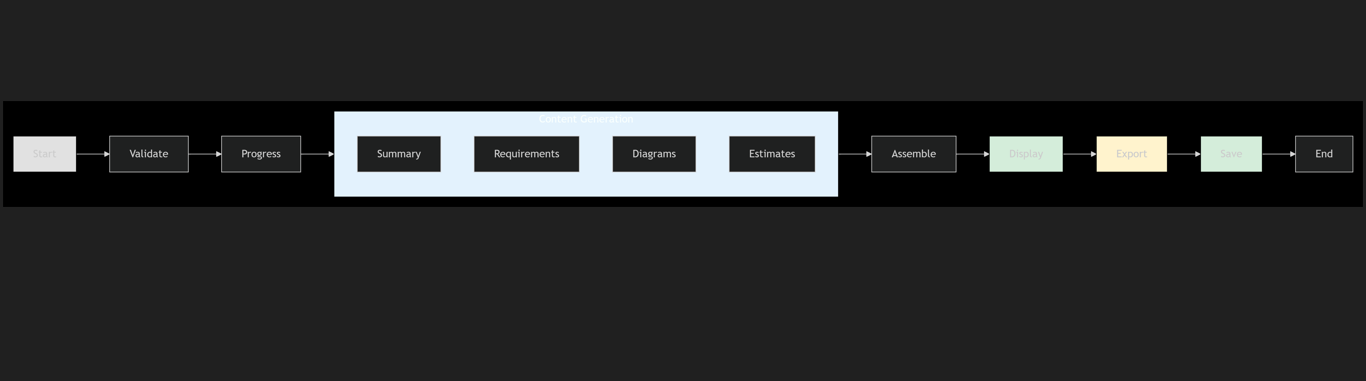 Content Generation
Start
Validate
Progress
Summary
Requirements
Diagrams
Estimates
Assemble
Display
Export
Save
End